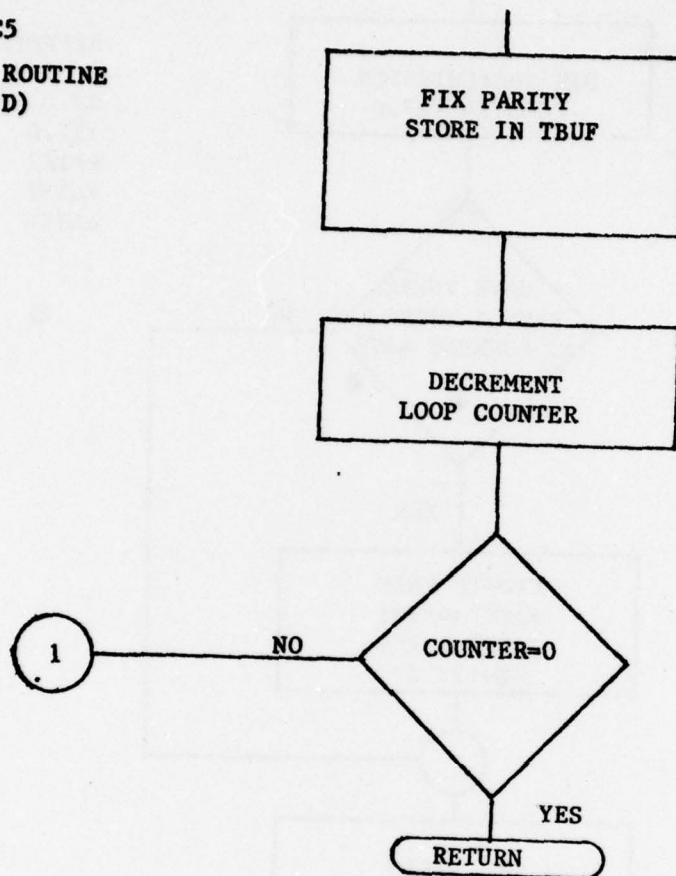 ROUTINE
D)
FIX PARITY
STORE IN TBUF
DECREMENT
LOOP COUNTER
1
NO
COUNTER=0
YES
RETURN